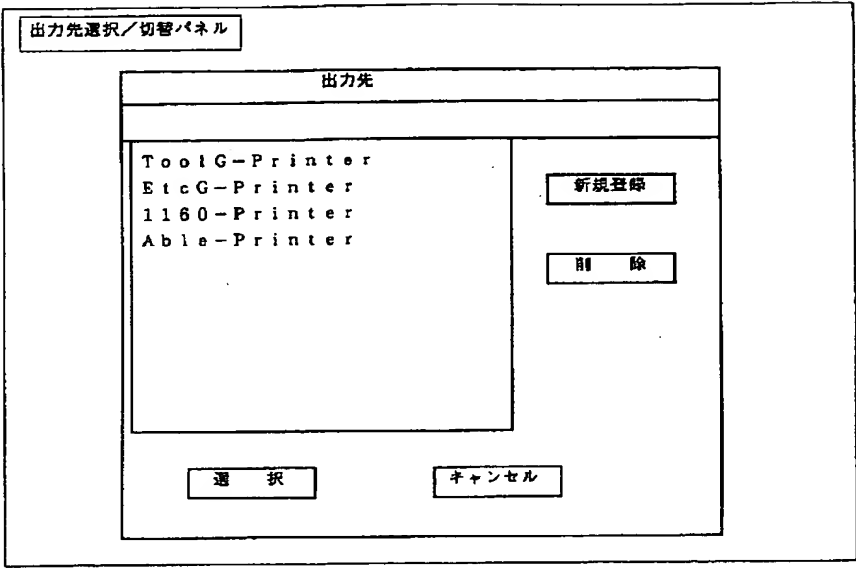 出力先選択／切替パネル
出力先
ToolG-Printer
EtcG-Printer
1160-Printer
Able-Printer
新規登録
削 除
選 択
キャンセル